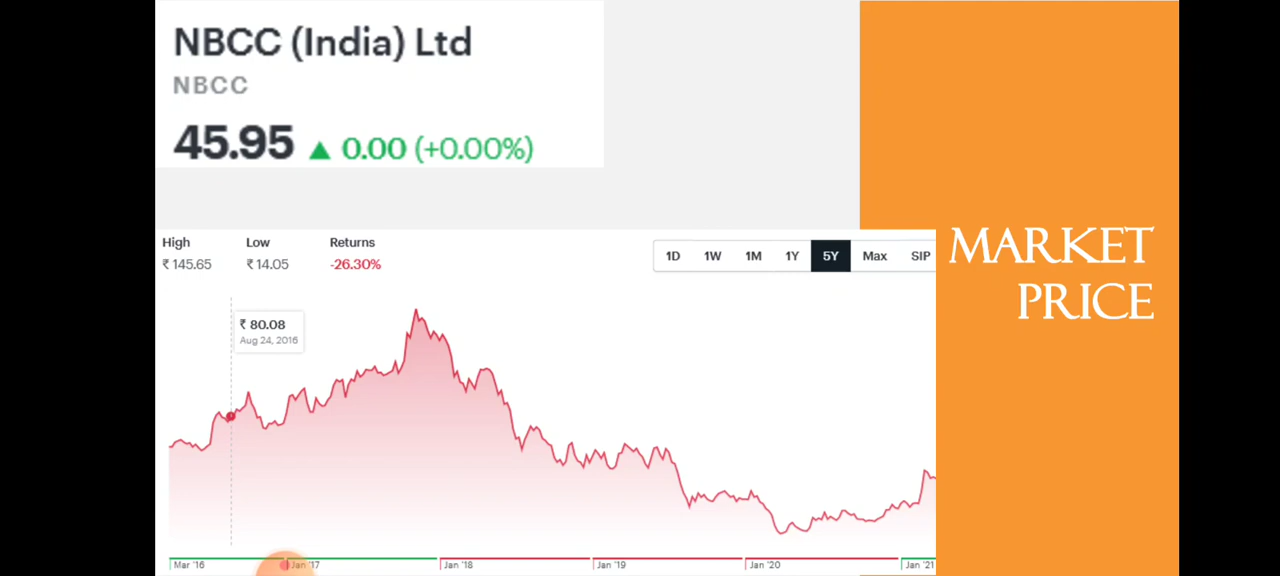 NBCC (India) Ltd
NBCC
45.95 ▲ 0.00 (+0.00%)
High Low Returns
₹ 145.65 ₹ 14.05 -26.30%
1D 1W 1M 1Y 5Y Max SIP
MARKET
PRICE
₹ 80.08
Aug 24, 2016
Mar '16 Jan '17 Jan '18 Jan '19 Jan '20 Jan '21